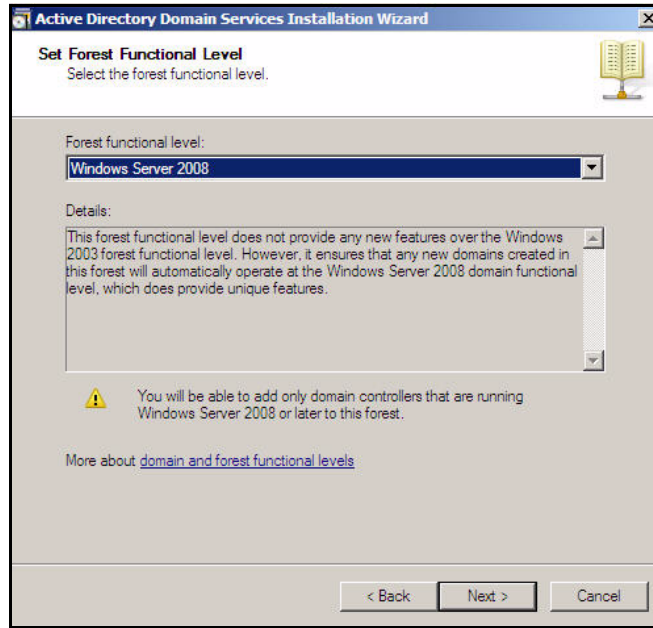 Active Directory Domain Services Installation Wizard
Set Forest Functional Level
Select the forest functional level.
Forest functional level:
Windows Server 2008
Details:
This forest functional level does not provide any new features over the Windows
2003 forest functional level. However, it ensures that any new domains created in
this forest will automatically operate at the Windows Server 2008 domain functional
level, which does provide unique features.
You will be able to add only domain controllers that are running
Windows Server 2008 or later to this forest.
More about domain and forest functional levels
< Back
Next >
Cancel